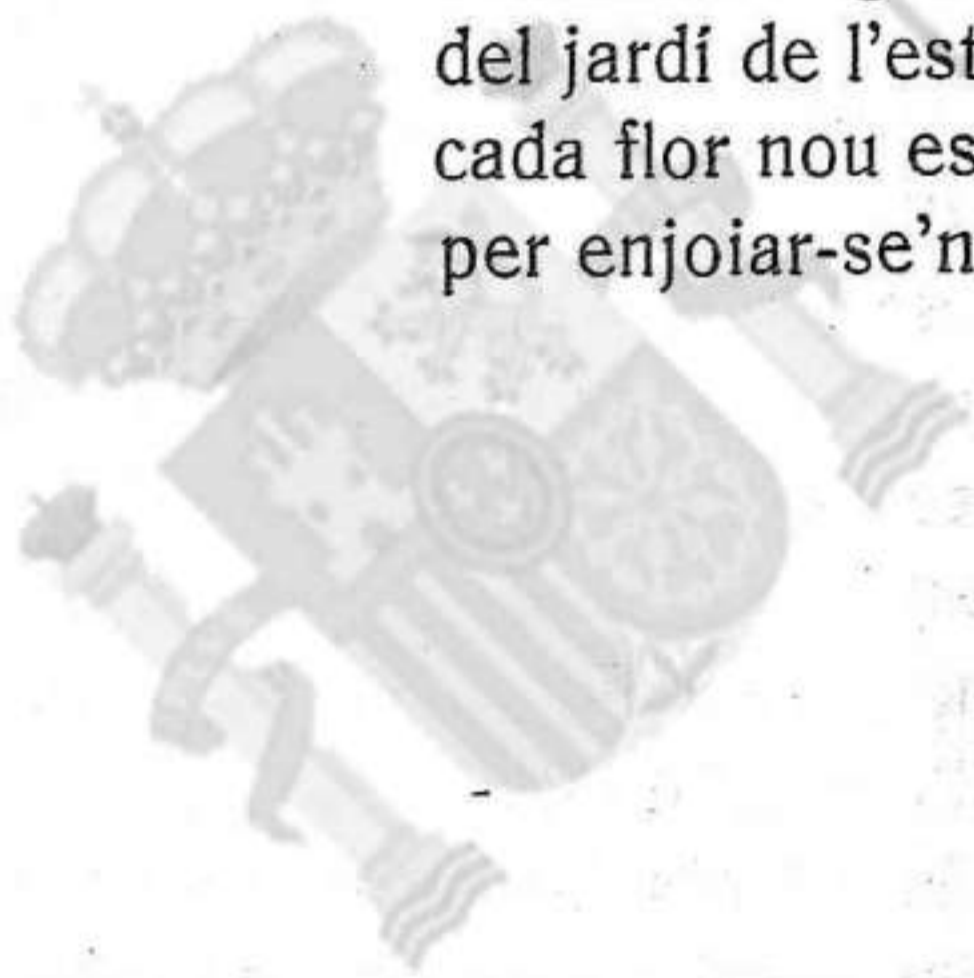 del jardí de l'est
cada flor nou es
per enjoiar-se'n